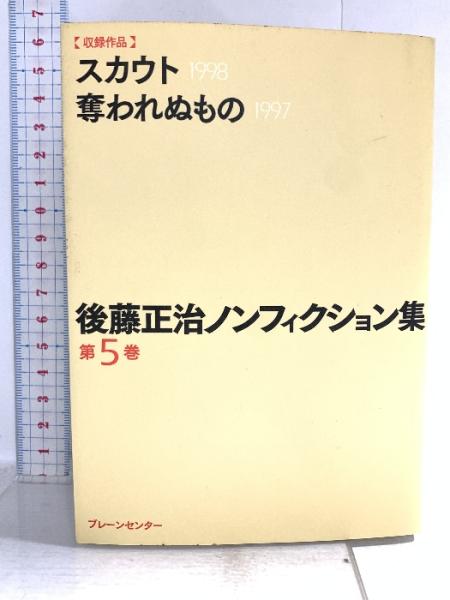 【収録作品】
スカウト 1998
奪われぬもの 1997
後藤正治ノンフィクション集
第5巻
ブレーンセンター